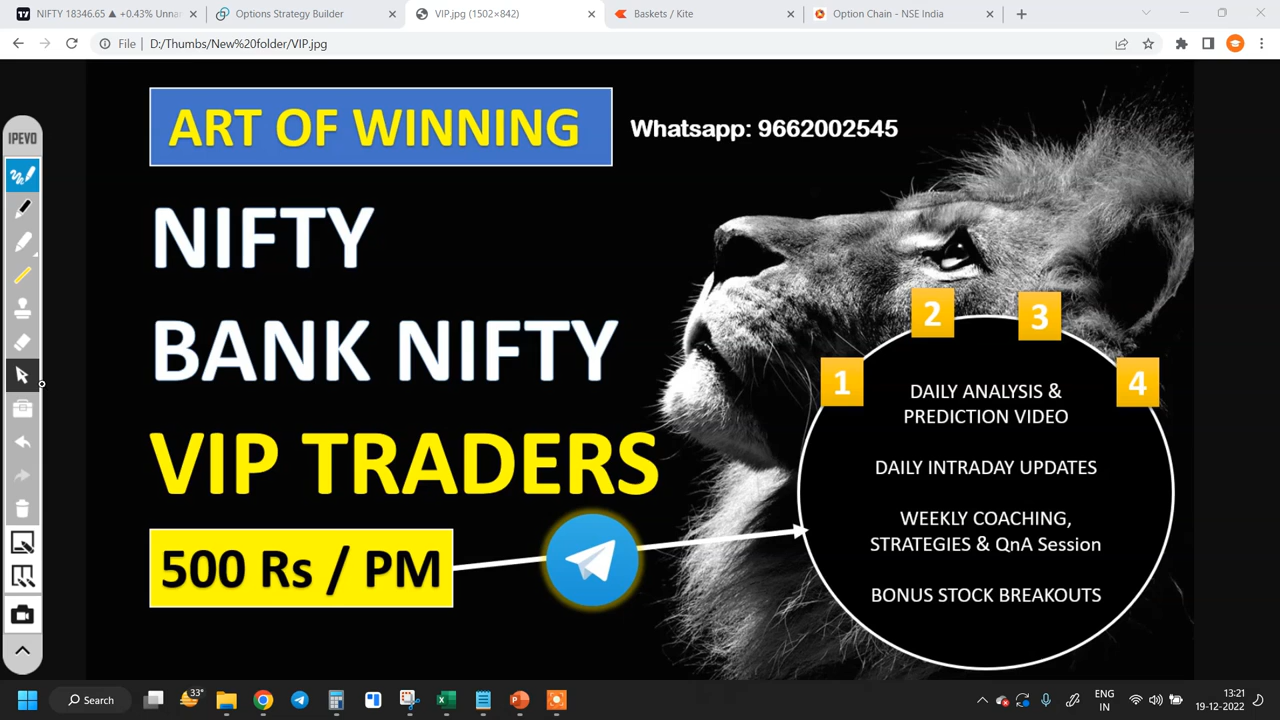 NIFTY 18346.65 ▲ +0.43% Unnar
Options Strategy Builder
VIP.jpg (1502×842)
Baskets / Kite
Option Chain - NSE India
File
D:/Thumbs/New%20folder/VIP.jpg
IPEVO
ART OF WINNING
Whatsapp: 9662002545
NIFTY
BANK NIFTY
VIP TRADERS
500 Rs / PM
1
2
3
4
DAILY ANALYSIS &
PREDICTION VIDEO
DAILY INTRADAY UPDATES
WEEKLY COACHING,
STRATEGIES & QnA Session
BONUS STOCK BREAKOUTS
Search
33°
ENG
IN
13:21
19-12-2022